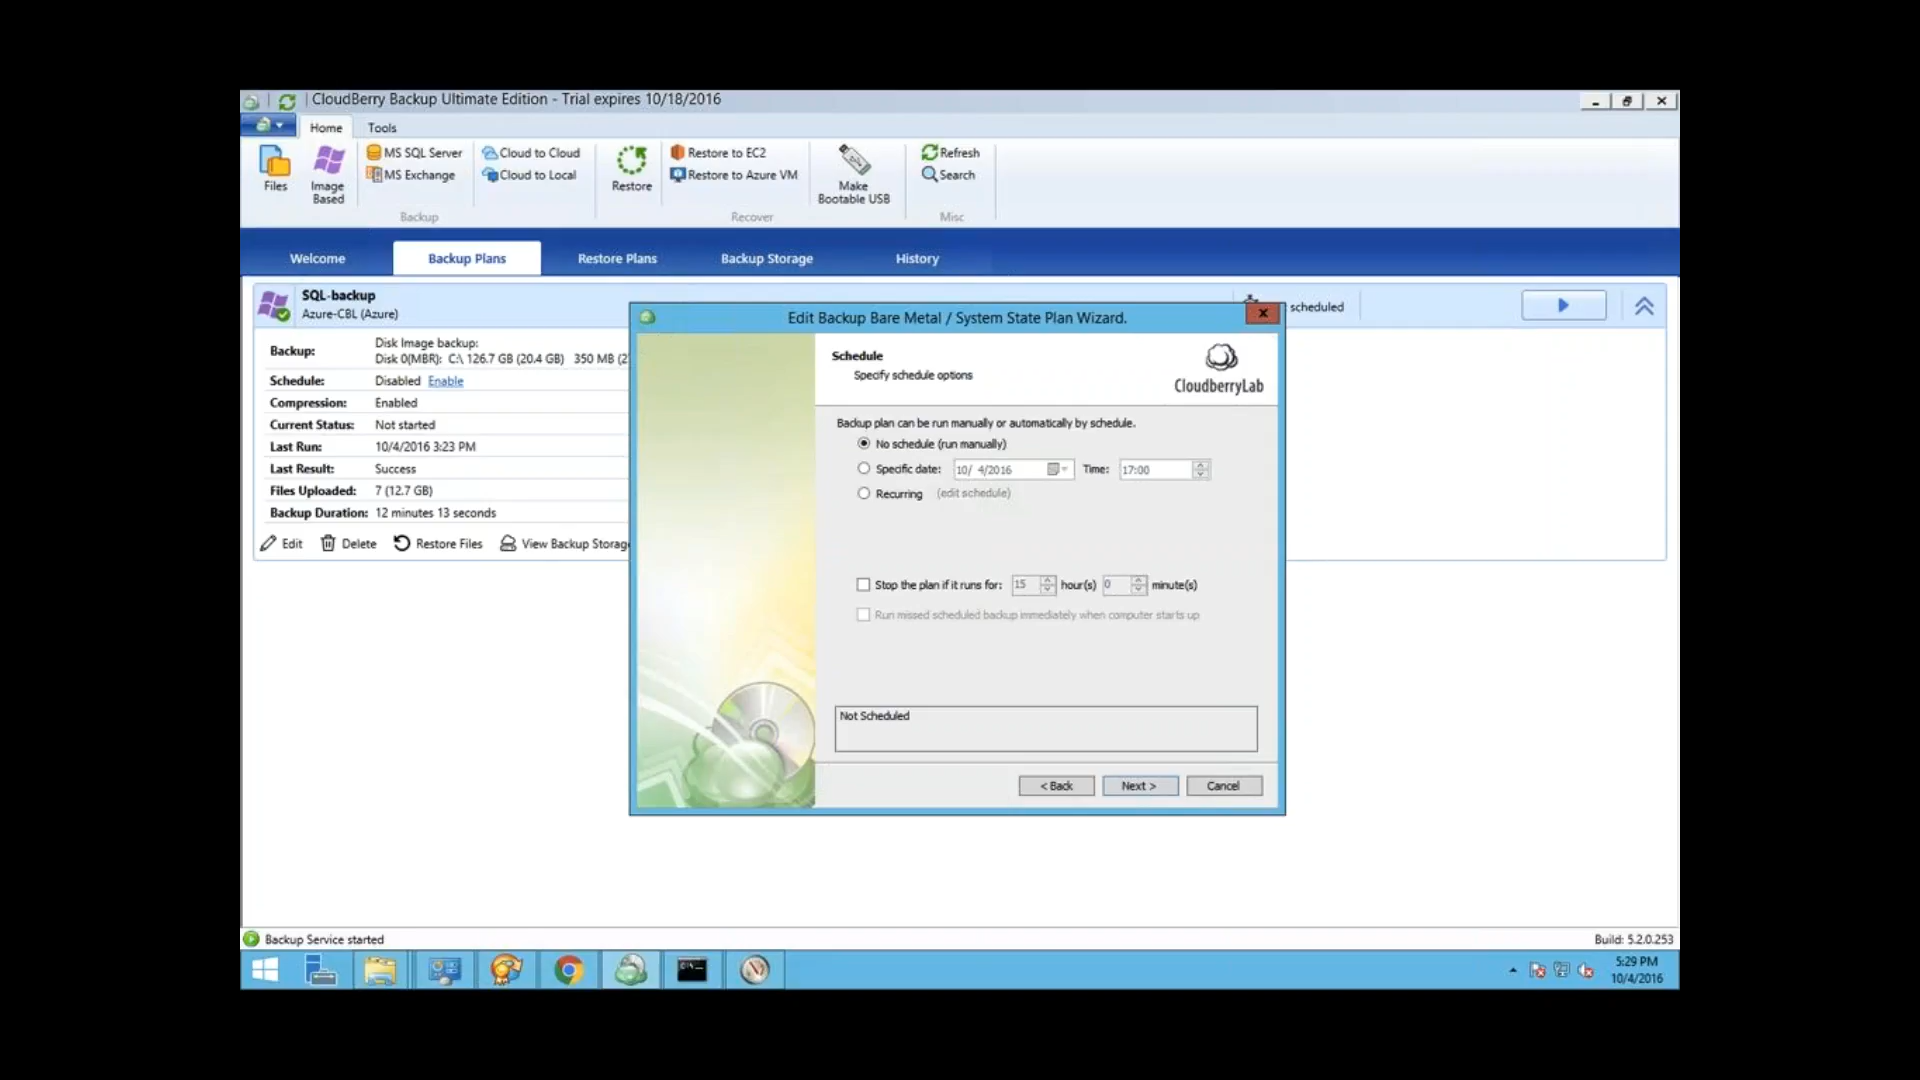 CloudBerry Backup Ultimate Edition - Trial expires 10/18/2016
Home Tools
Files
Image Based
MS SQL Server
MS Exchange
Cloud to Cloud
Cloud to Local
Backup
Restore
Restore to EC2
Restore to Azure VM
Recover
Make Bootable USB
Refresh
Search
Misc
Welcome Backup Plans Restore Plans Backup Storage History
SQL-backup
Azure-CBL (Azure)
scheduled
Backup: Disk Image backup:
Disk 0(MBR): C:\ 126.7 GB (20.4 GB) 350 MB
Schedule: Disabled Enable
Compression: Enabled
Current Status: Not started
Last Run: 10/4/2016 3:23 PM
Last Result: Success
Files Uploaded: 7 (12.7 GB)
Backup Duration: 12 minutes 13 seconds
Edit Delete Restore Files View Backup Storage
Edit Backup Bare Metal / System State Plan Wizard.
Schedule
Specify schedule options
CloudberryLab
Backup plan can be run manually or automatically by schedule.
No schedule (run manually)
Specific date: 10/ 4/2016 Time: 17:00
Recurring (edit schedule)
Stop the plan if it runs for: 15 hour(s) 0 minute(s)
Run missed scheduled backup immediately when computer starts up
Not Scheduled
< Back Next > Cancel
Backup Service started
Build: 5.2.0.253
5:29 PM
10/4/2016